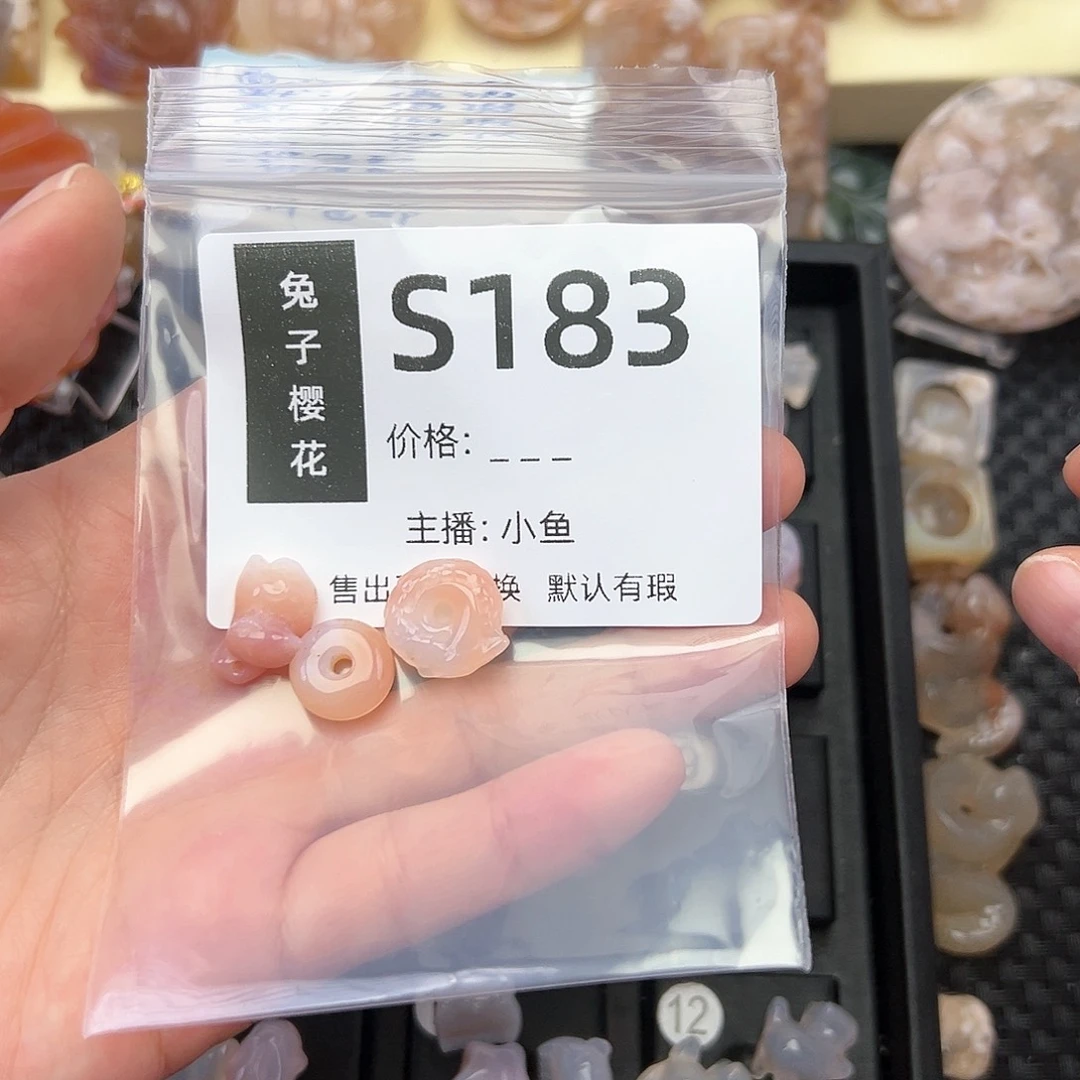 兔子樱花
S183
价格: _ _ _
主播: 小鱼
售出 换 默认有瑕
12